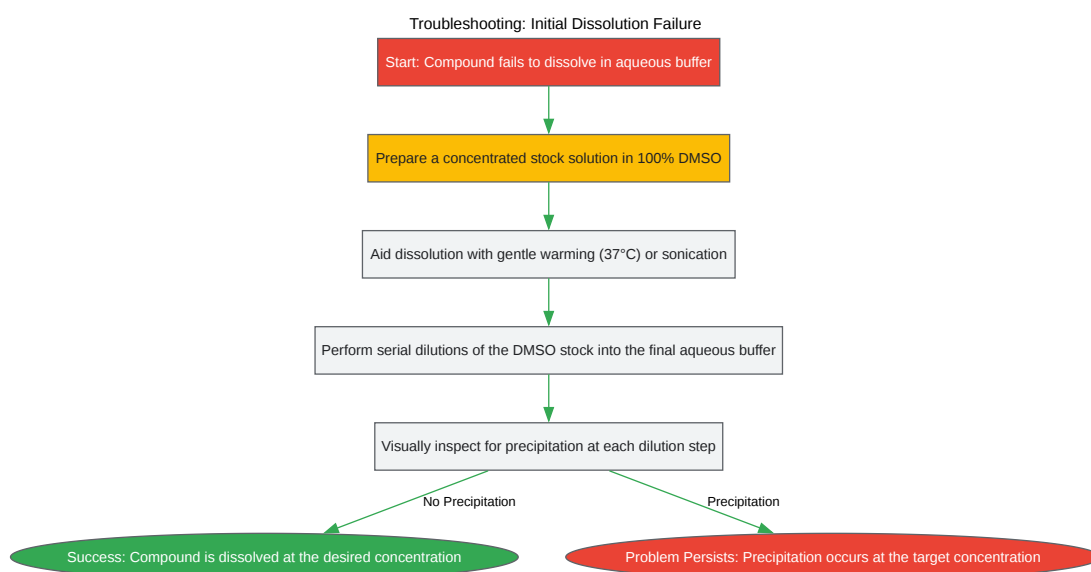 Troubleshooting: Initial Dissolution Failure
Start: Compound fails to dissolve in aqueous buffer
Prepare a concentrated stock solution in 100% DMSO
Aid dissolution with gentle warming (37°C) or sonication
Perform serial dilutions of the DMSO stock into the final aqueous buffer
Visually inspect for precipitation at each dilution step
No Precipitation
Precipitation
Success: Compound is dissolved at the desired concentration
Problem Persists: Precipitation occurs at the target concentration